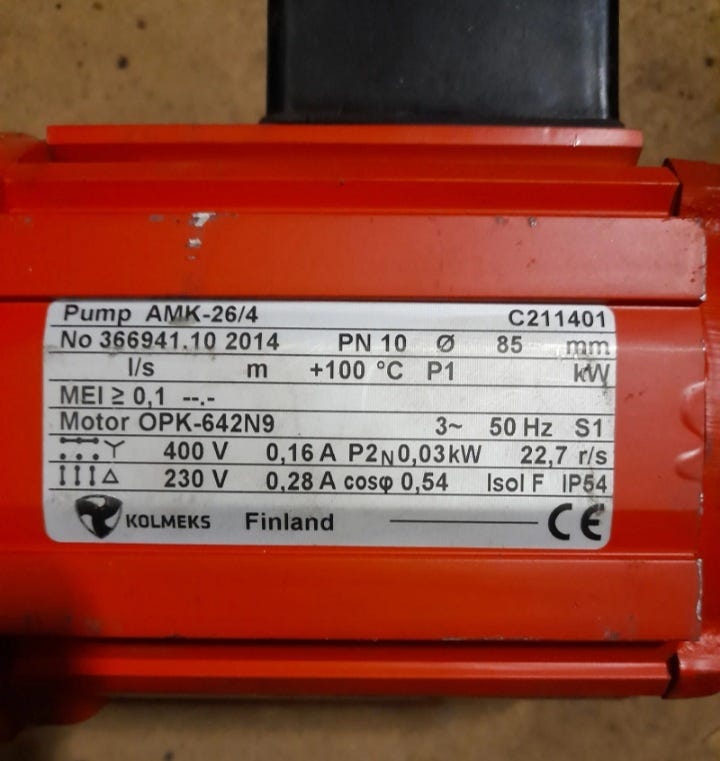 Pump AMK-26/4 C211401
No 366941.10 2014 PN 10 Ø 85 mm
l/s m +100 °C P1 kW
MEI ≥ 0,1 --.-
Motor OPK-642N9 3~ 50 Hz S1
400 V 0,16 A P2N 0,03 kW 22,7 r/s
230 V 0,28 A cosφ 0,54 Isol F IP54
KOLMEKS Finland CE